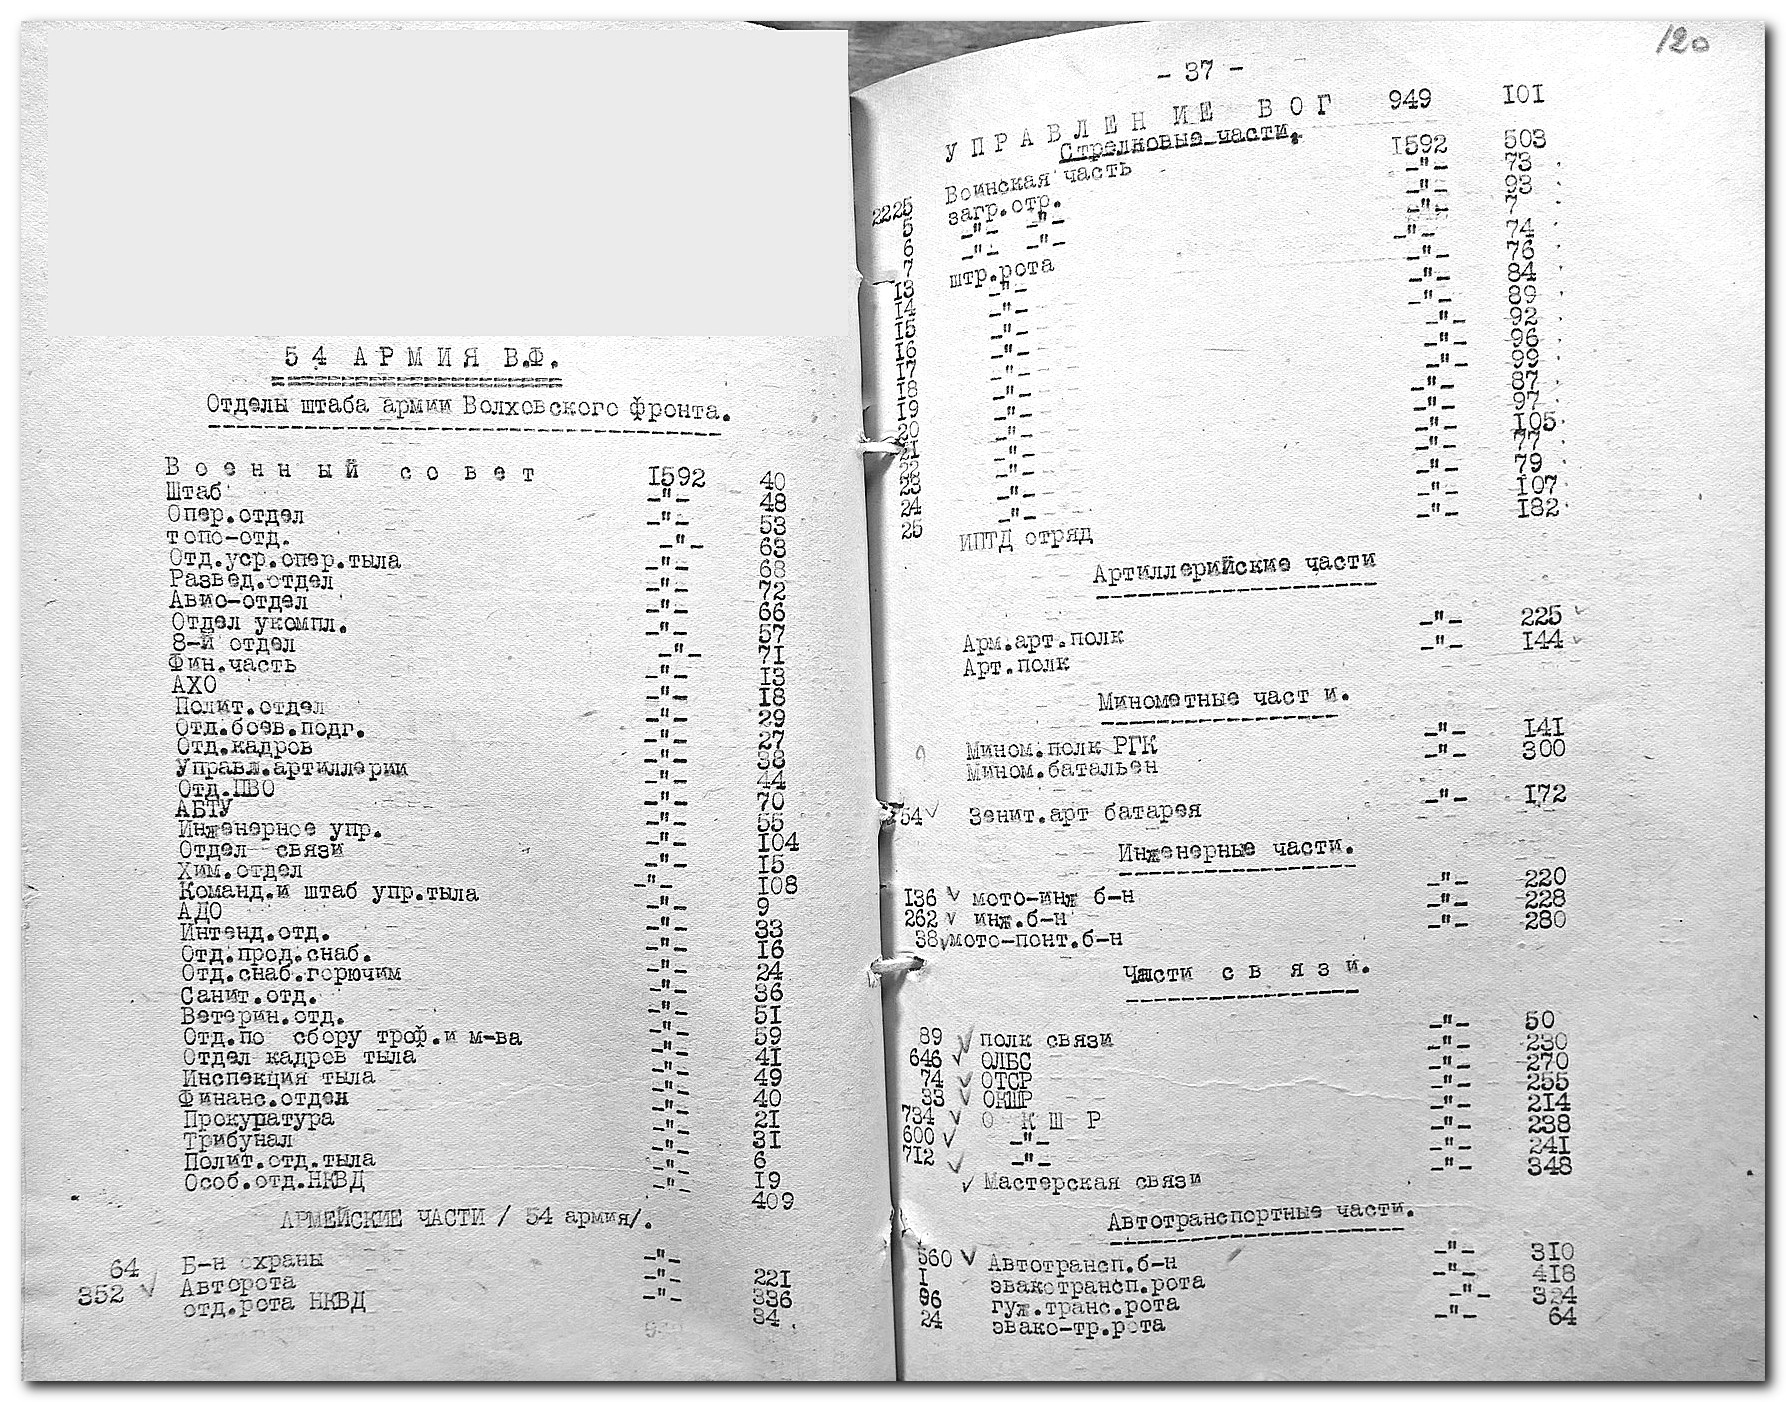 54 АРМИЯ В.Ф.
Отделы штаба армии Волховского фронта.
Военный совет 1592 40
Штаб -"- 48
Опер.отдел -"- 53
топо-отд. -"- 63
Отд.уср.опер.тыла -"- 68
Развед.отдел -"- 72
Авио-отдел -"- 66
Отдел укомпл. -"- 57
8-й отдел -"- 71
Фин.часть -"- 13
АХО -"- 18
Полит.отдел -"- 29
Отд.боев.подг. -"- 27
Отд.кадров -"- 38
Управл.артиллерии -"- 44
Отд.ПВО -"- 70
АБТУ -"- 55
Инженерное упр. -"- 104
Отдел связи -"- 15
Хим.отдел -"- 108
Команд.и штаб упр.тыла -"- 9
АДО -"- 33
Интенд.отд. -"- 16
Отд.прод.снаб. -"- 24
Отд.снаб.горючим -"- 36
Санит.отд. -"- 51
Ветерин.отд. -"- 59
Отд.по сбору троф.и м-ва -"- 41
Отдел кадров тыла -"- 49
Инспекция тыла -"- 40
Финанс.отдел -"- 21
Прокуратура -"- 31
Трибунал -"- 6
Полит.отд.тыла -"- 19
Особ.отд.НКВД -"- 409
АРМЕЙСКИЕ ЧАСТИ / 54 армия/.
64 Б-н охраны -"- 221
352 Авторота -"- 336
отд.рота НКВД -"- 34
120
- 37 -
УПРАВЛЕНИЕ ВОГ 949 101
Стрелковые части.
2225 Воинская часть 1592 503
5 загр.отр. -"- 73
6 -"- -"- -"- 93
7 -"- -"- -"- 7
13 штр.рота -"- 74
14 -"- -"- 76
15 -"- -"- 84
16 -"- -"- 89
17 -"- -"- 92
18 -"- -"- 96
19 -"- -"- 99
20 -"- -"- 87
21 -"- -"- 97
22 -"- -"- 105
23 -"- -"- 77
24 -"- -"- 79
25 -"- -"- 107
ИПТД отряд -"- 182
Артиллерийские части
Арм.арт.полк -"- 225
Арт.полк -"- 144
Минометные част и.
Мином.полк РГК -"- 141
Мином.батальен -"- 300
54 Зенит.арт батарея -"- 172
Инженерные части.
136 мото-инж б-н -"- 220
262 инж.б-н -"- 228
38 мото-понт.б-н -"- 280
Части связи.
89 полк связи -"- 50
646 ОЛБС -"- 230
74 ОТСР -"- 270
33 ОКШР -"- 255
734 О К Ш Р -"- 214
600 -"- -"- 238
712 -"- -"- 241
Мастерская связи -"- 348
Автотранспортные части.
560 Автотрансп.б-н -"- 310
1 эвакотрансп.рота -"- 418
96 гуж.транс.рота -"- 324
24 эвако-тр.рота -"- 64